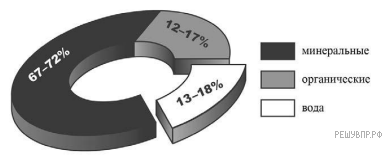 12–17%
67–72%
13–18%
минеральные
органические
вода
РЕШУВПР.РФ